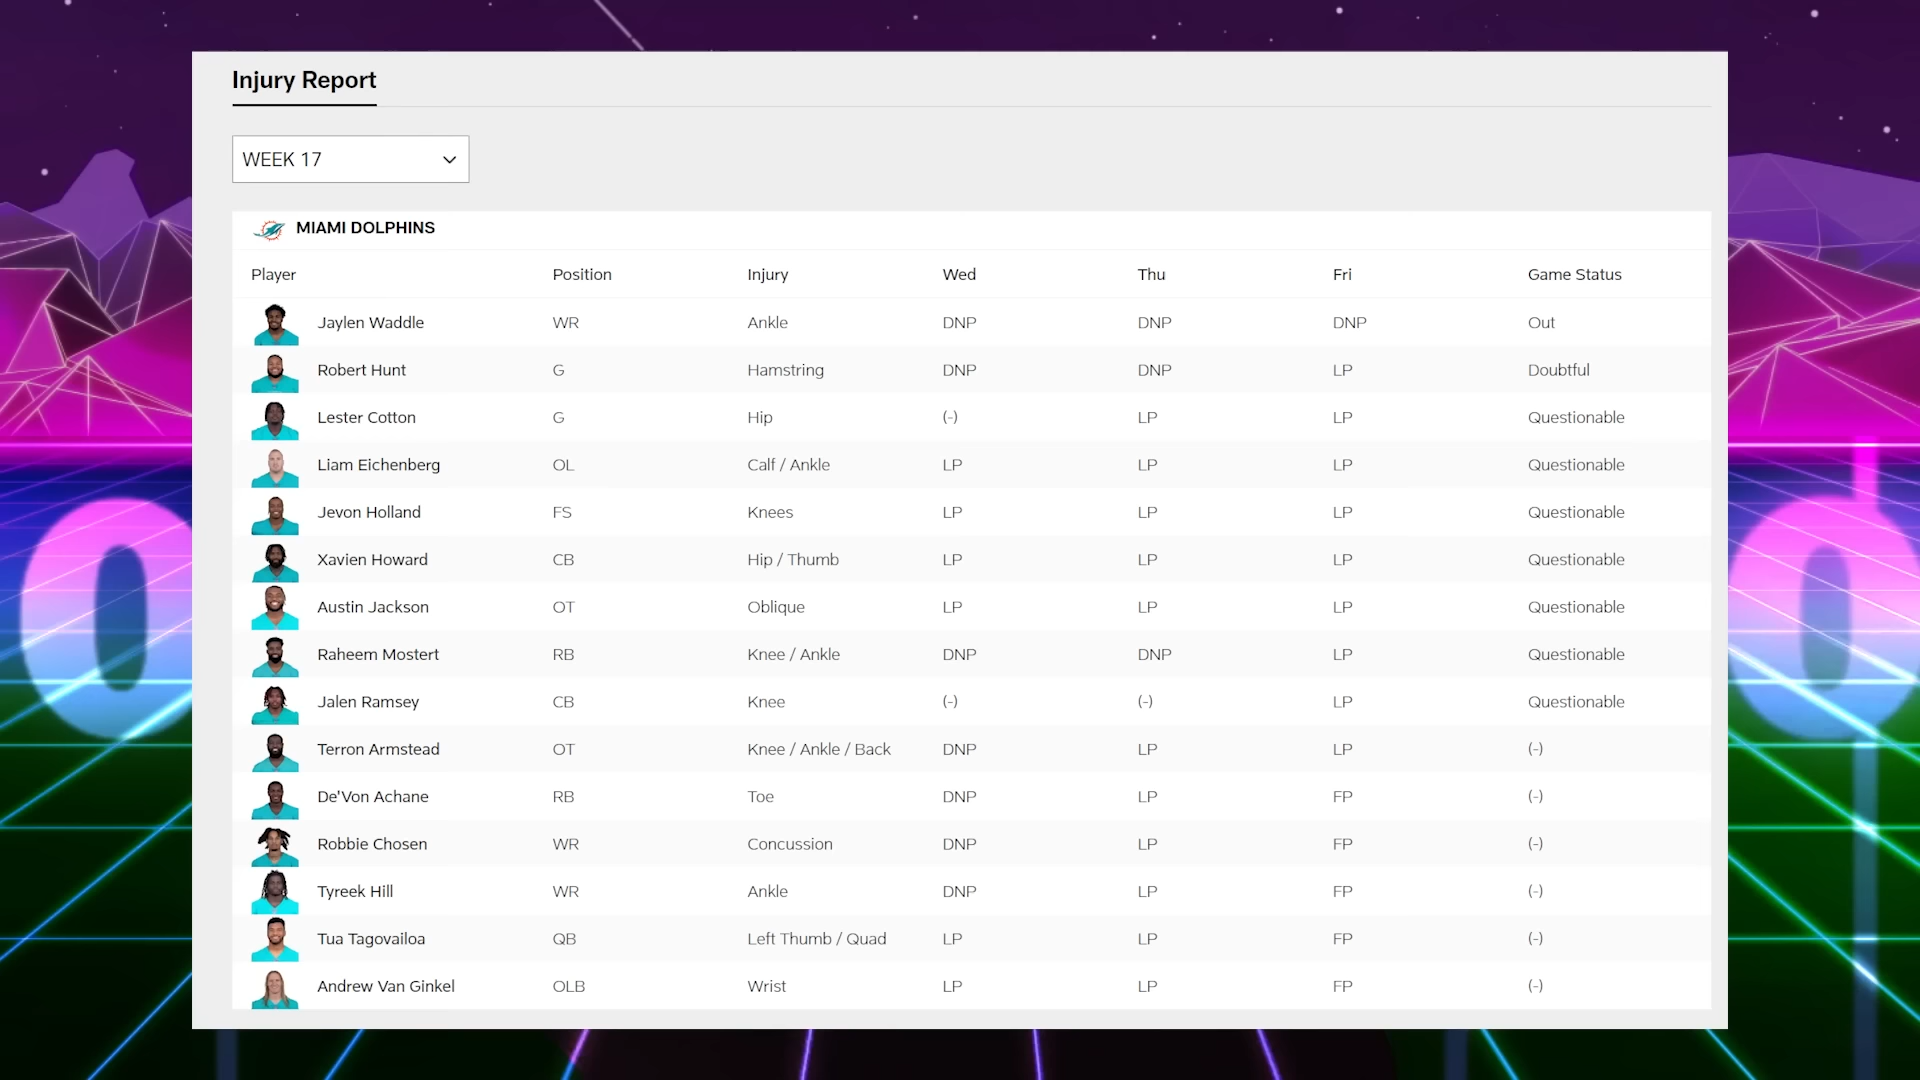 Injury Report
WEEK 17
MIAMI DOLPHINS
Player Position Injury Wed Thu Fri Game Status
Jaylen Waddle WR Ankle DNP DNP DNP Out
Robert Hunt G Hamstring DNP DNP LP Doubtful
Lester Cotton G Hip (-) LP LP Questionable
Liam Eichenberg OL Calf / Ankle LP LP LP Questionable
Jevon Holland FS Knees LP LP LP Questionable
Xavien Howard CB Hip / Thumb LP LP LP Questionable
Austin Jackson OT Oblique LP LP LP Questionable
Raheem Mostert RB Knee / Ankle DNP DNP LP Questionable
Jalen Ramsey CB Knee (-) (-) LP Questionable
Terron Armstead OT Knee / Ankle / Back DNP LP LP (-)
De'Von Achane RB Toe DNP LP FP (-)
Robbie Chosen WR Concussion DNP LP FP (-)
Tyreek Hill WR Ankle DNP LP FP (-)
Tua Tagovailoa QB Left Thumb / Quad LP LP FP (-)
Andrew Van Ginkel OLB Wrist LP LP FP (-)
0 0